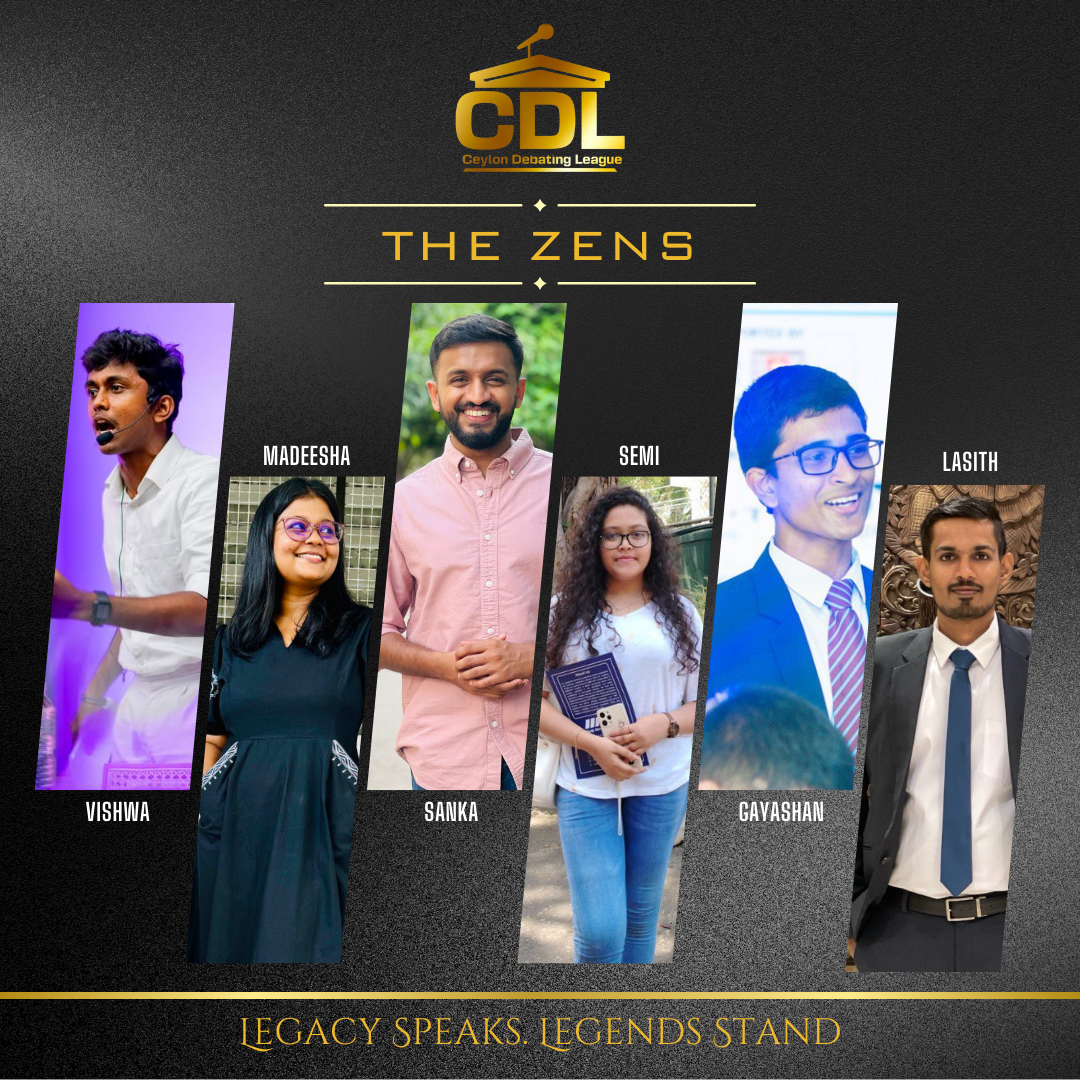 CDL
Ceylon Debating League
THE ZENS
MADEESHA
SEMI
LASITH
VISHWA
SANKA
GAYASHAN
LEGACY SPEAKS. LEGENDS STAND